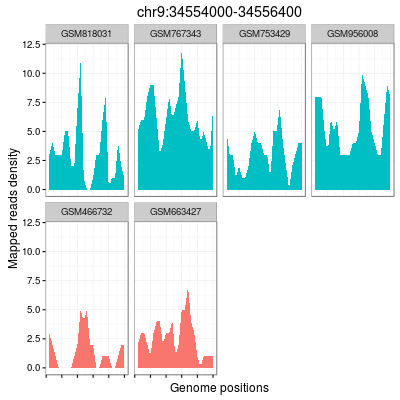 chr9:34554000-34556400
GSM818031 GSM767343 GSM753429 GSM956008
12.5
10.0
7.5
5.0
2.5
0.0
GSM466732 GSM663427
12.5
10.0
7.5
5.0
2.5
0.0
Mapped reads density
Genome positions